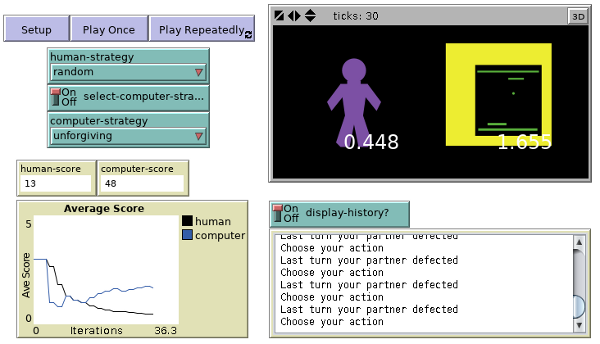 Setup
Play Once
Play Repeatedly
human-strategy
random
On
Off
select-computer-stra...
computer-strategy
unforgiving
human-score
13
computer-score
48
Average Score
5
Ave Score
0
0
Iterations
36.3
human
computer
ticks: 30
3D
0.448
1.655
On
Off
display-history?
Last turn your partner defected
Choose your action
Last turn your partner defected
Choose your action
Last turn your partner defected
Choose your action
Last turn your partner defected
Choose your action